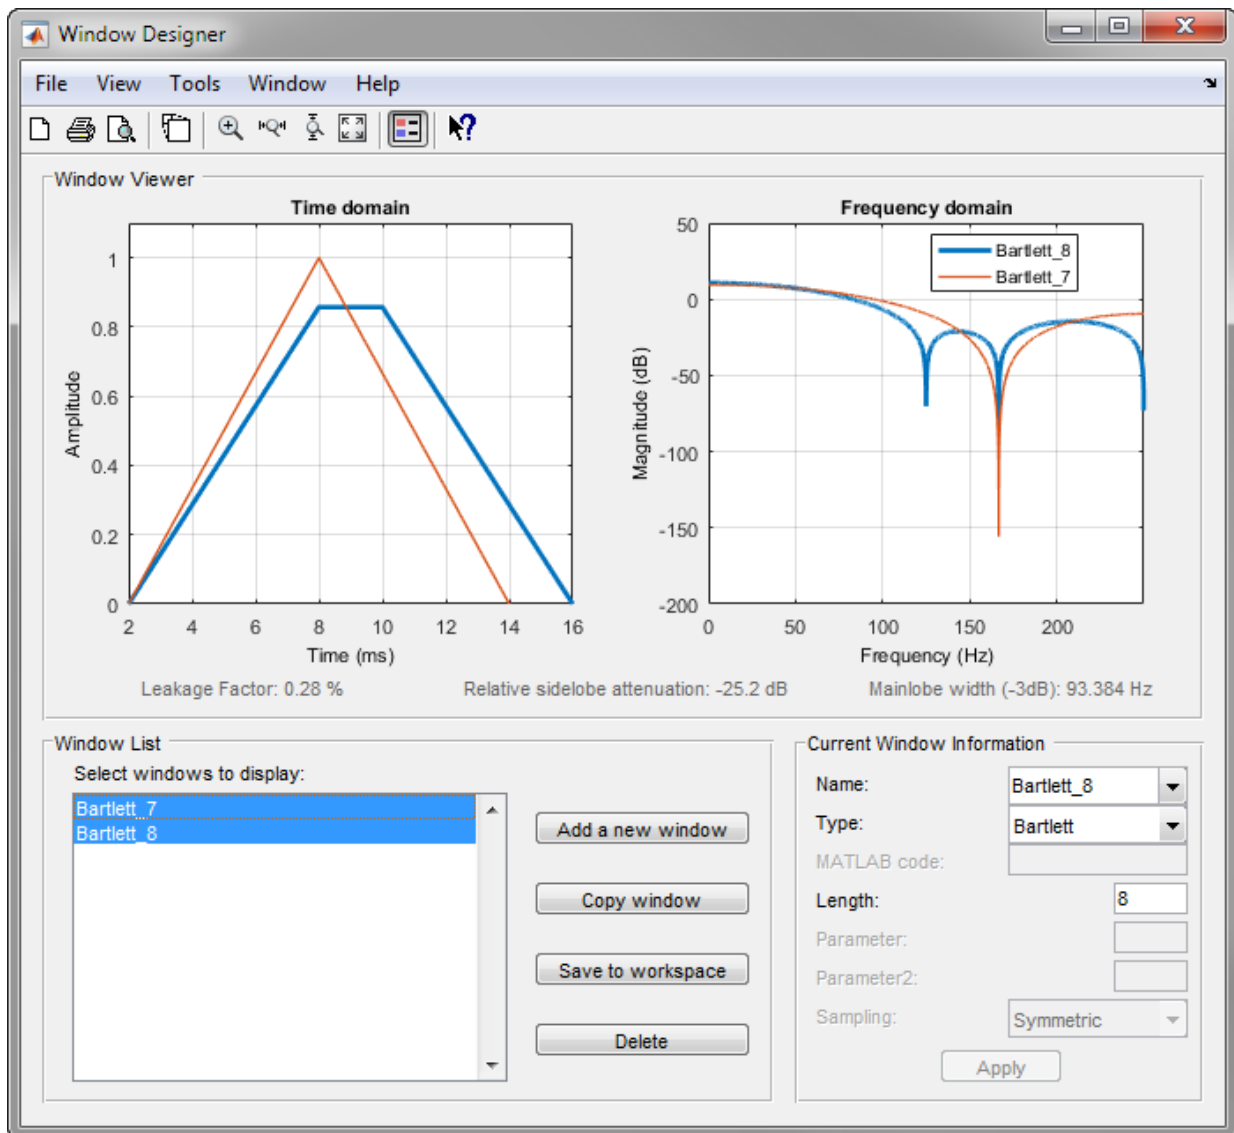 Window Designer
File View Tools Window Help
Window Viewer
Time domain
1
0.8
0.6
0.4
0.2
0
Amplitude
2 4 6 8 10 12 14 16
Time (ms)
Frequency domain
Bartlett_8
Bartlett_7
50
0
-50
-100
-150
-200
Magnitude (dB)
0 50 100 150 200
Frequency (Hz)
Leakage Factor: 0.28 % Relative sidelobe attenuation: -25.2 dB Mainlobe width (-3dB): 93.384 Hz
Window List
Select windows to display:
Bartlett_7
Bartlett_8
Add a new window
Copy window
Save to workspace
Delete
Current Window Information
Name: Bartlett_8
Type: Bartlett
MATLAB code:
Length: 8
Parameter:
Parameter2:
Sampling: Symmetric
Apply